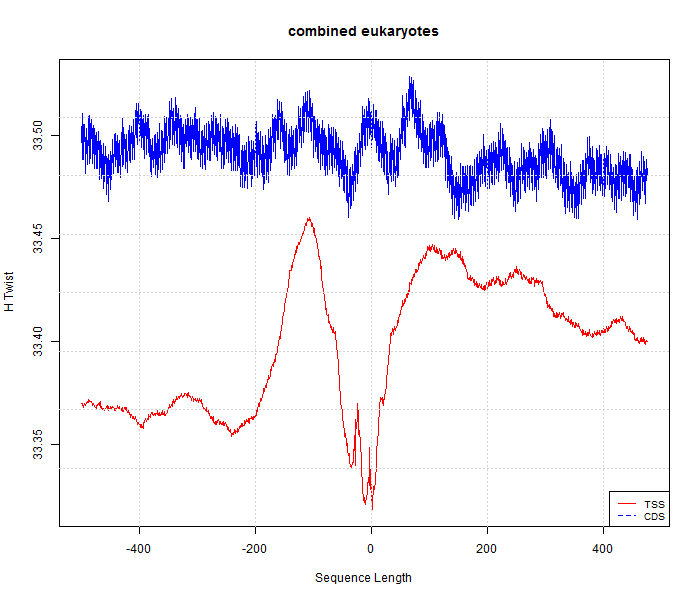 combined eukaryotes
33.50
33.45
33.40
33.35
H Twist
-400 -200 0 200 400
Sequence Length
TSS
CDS